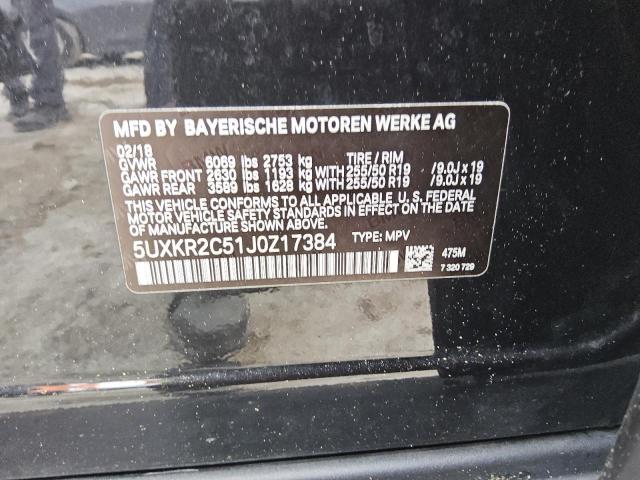 MFD BY BAYERISCHE MOTOREN WERKE AG
02/18
GVWR 6069 lbs 2753 kg TIRE / RIM
GAWR FRONT 2630 lbs 1193 kg WITH 255/50 R19 /9.0J x 19
GAWR REAR 3589 lbs 1628 kg WITH 255/50 R19 /9.0J x 19
THIS VEHICLE CONFORMS TO ALL APPLICABLE U.S. FEDERAL
MOTOR VEHICLE SAFETY STANDARDS IN EFFECT ON THE
DATE OF MANUFACTURE SHOWN ABOVE.
5UXKR2C51J0Z17384 TYPE: MPV
475M
7 320 729